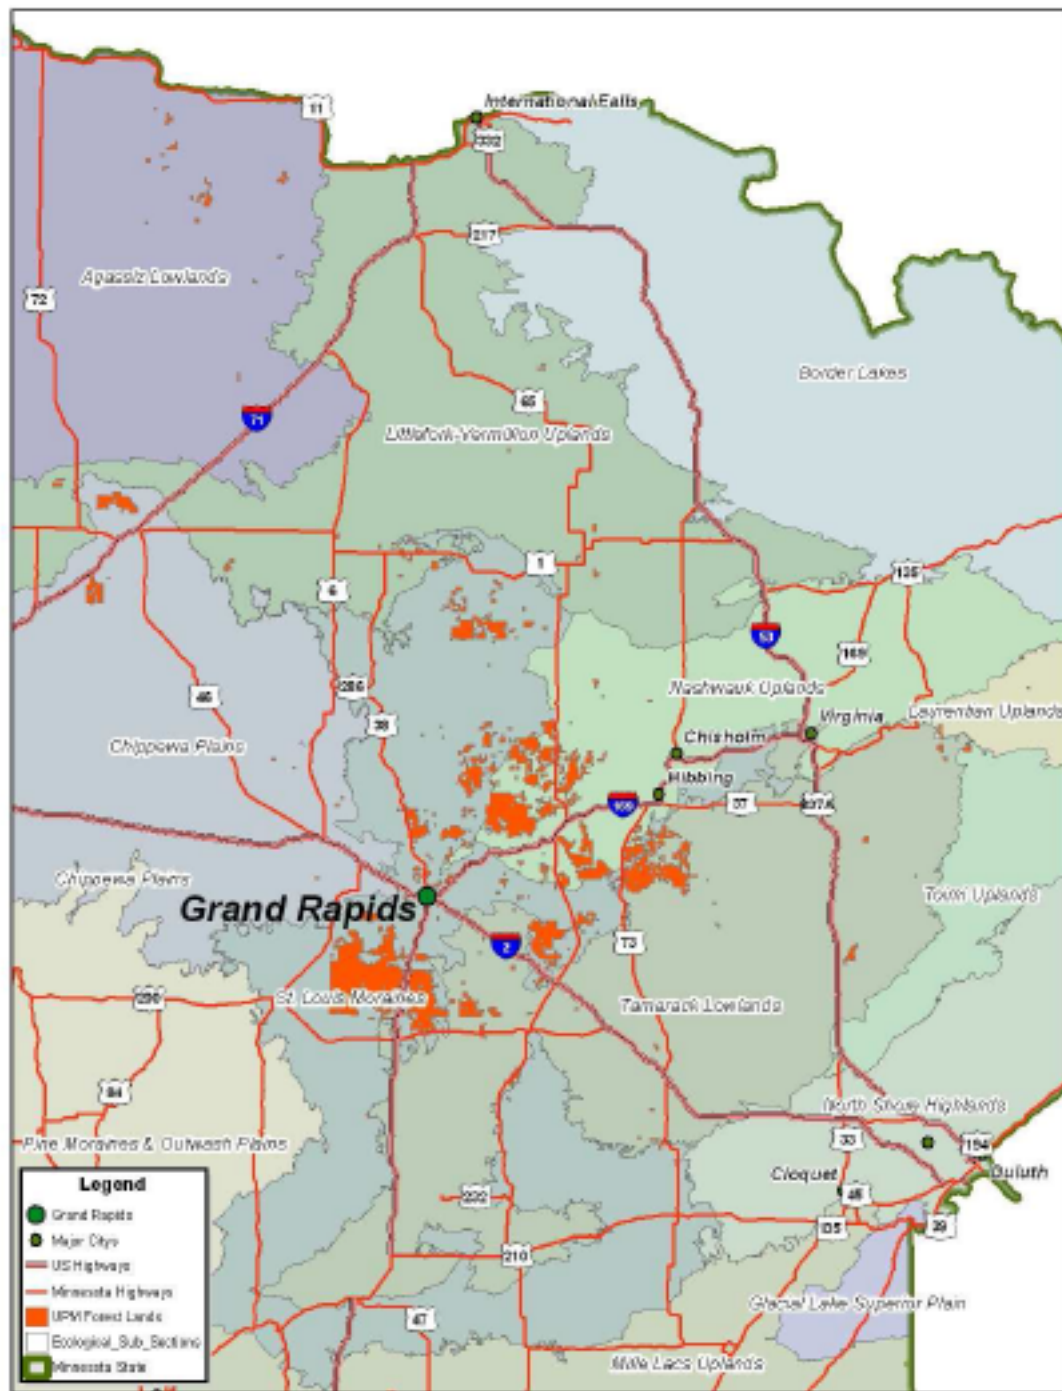 International Falls
11
332
217
Agassiz Lowlands
72
Border Lakes
71
65
Littlefork-Vermilion Uplands
1
135
6
53
169
286
Nashwauk Uplands
46
38
Laurentian Uplands
Virginia
Chippewa Plains
Chisholm
Hibbing
169
37
Chippewa Plains
Toimi Uplands
Grand Rapids
2
73
St. Louis Moraines
200
Tamarack Lowlands
84
North Shore Highlands
33
194
Pine Moraines & Outwash Plains
Cloquet
Duluth
Legend
Grand Rapids
232
45
Major Citys
39
US Highways
210
Minnesota Highways
Glacial Lake Superior Plain
UPM Forest Lands
47
Ecological_Sub_Sections
Mille Lacs Uplands
Minnesota State